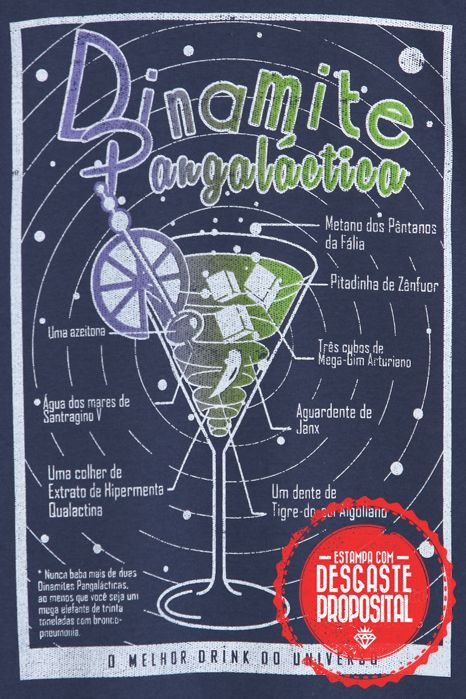 Dinamite
Pangaláctica
Metano dos Pântanos
da Fália
Pitadinha de Zânfuor
Uma azeitona
Três cubos de
Mega-Gim Arturiano
Água dos mares de
Santragino V
Aguardente de
Janx
Uma colher de
Extrato de Hipermenta
Qualactina
Um dente de
Tigre-do-sol Algoliano
ESTAMPA COM
DESGASTE
PROPOSITAL
* Nunca baba mais de duas
Dinamites Pangalácticas,
ao menos que você seja um
mega elefante de trinta
toneladas com bronco-
pneumonia.
O MELHOR DRINK DO UNIVERSO